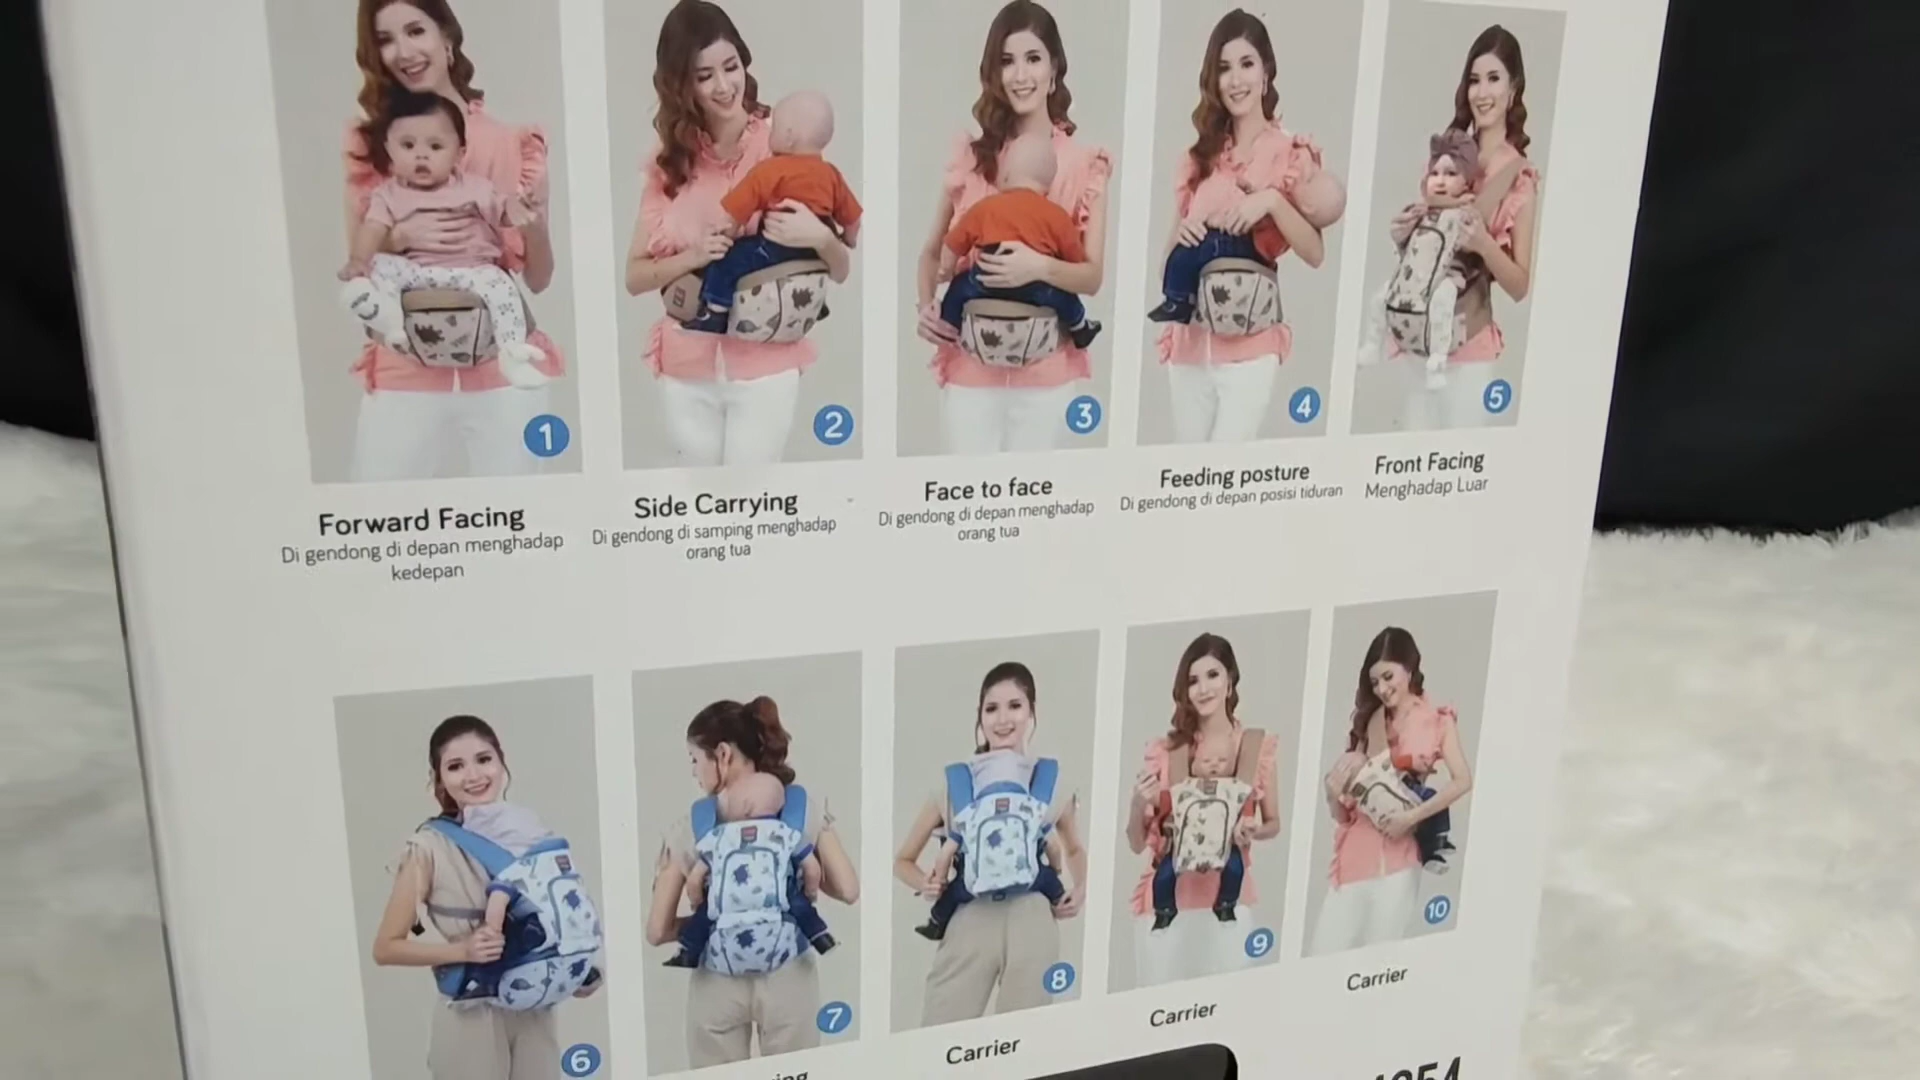 1
2
3
4
5
Forward Facing
Di gendong di depan menghadap
kedepan
Side Carrying
Di gendong di samping menghadap
orang tua
Face to face
Di gendong di depan menghadap
orang tua
Feeding posture
Di gendong di depan posisi tiduran
Front Facing
Menghadap Luar
6
7
8
9
10
Carrier
Carrier
Carrier